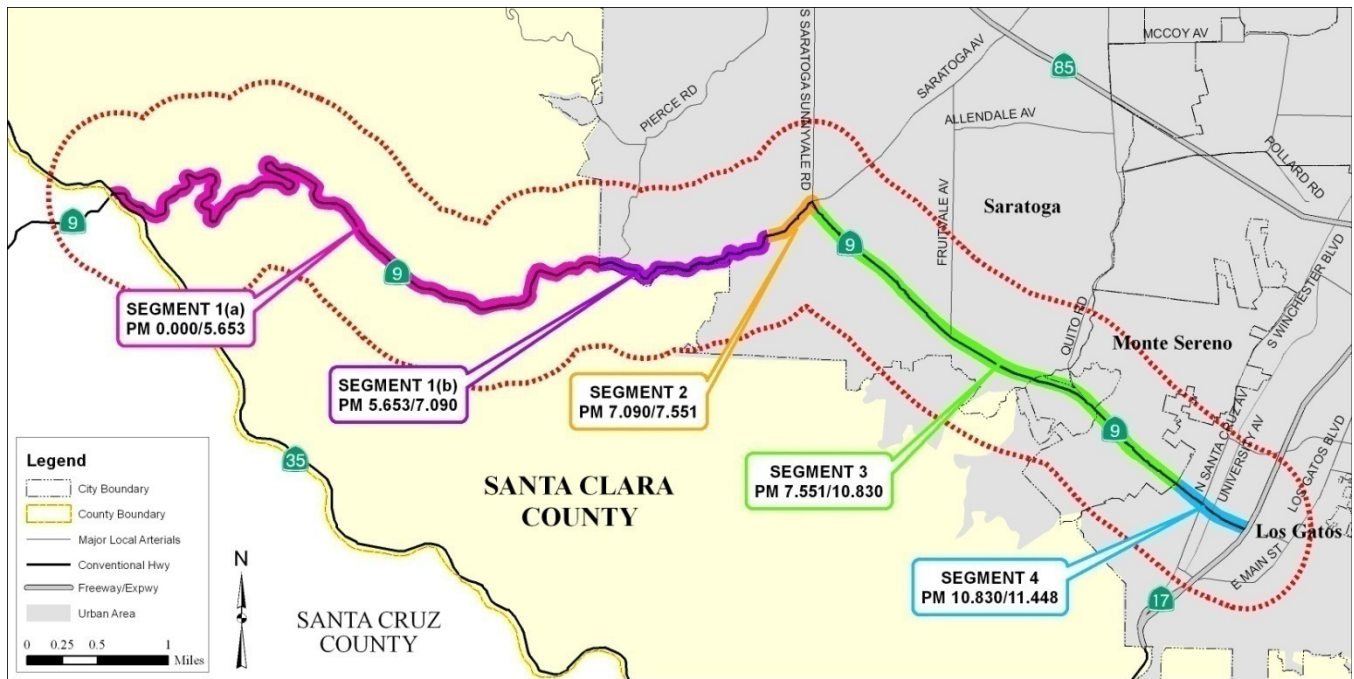 MCCOY AV
85
S SARATOGA SUNNYVALE RD
SARATOGA AV
PIERCE RD
ALLENDALE AV
POLLARD RD
FRUITVALE AV
Saratoga
9
9
9
SEGMENT 1(a)
PM 0.000/5.653
QUITO RD
S WINCHESTER BLVD
Monte Sereno
SEGMENT 1(b)
PM 5.653/7.090
SEGMENT 2
PM 7.090/7.551
9
N SANTA CRUZ AV
UNIVERSITY AV
LOS GATOS BLVD
35
SANTA CLARA
COUNTY
SEGMENT 3
PM 7.551/10.830
Los Gatos
E MAIN ST
SEGMENT 4
PM 10.830/11.448
17
SANTA CRUZ
COUNTY
Legend
City Boundary
County Boundary
Major Local Arterials
Conventional Hwy
Freeway/Expwy
Urban Area
0 0.25 0.5 1
Miles
N